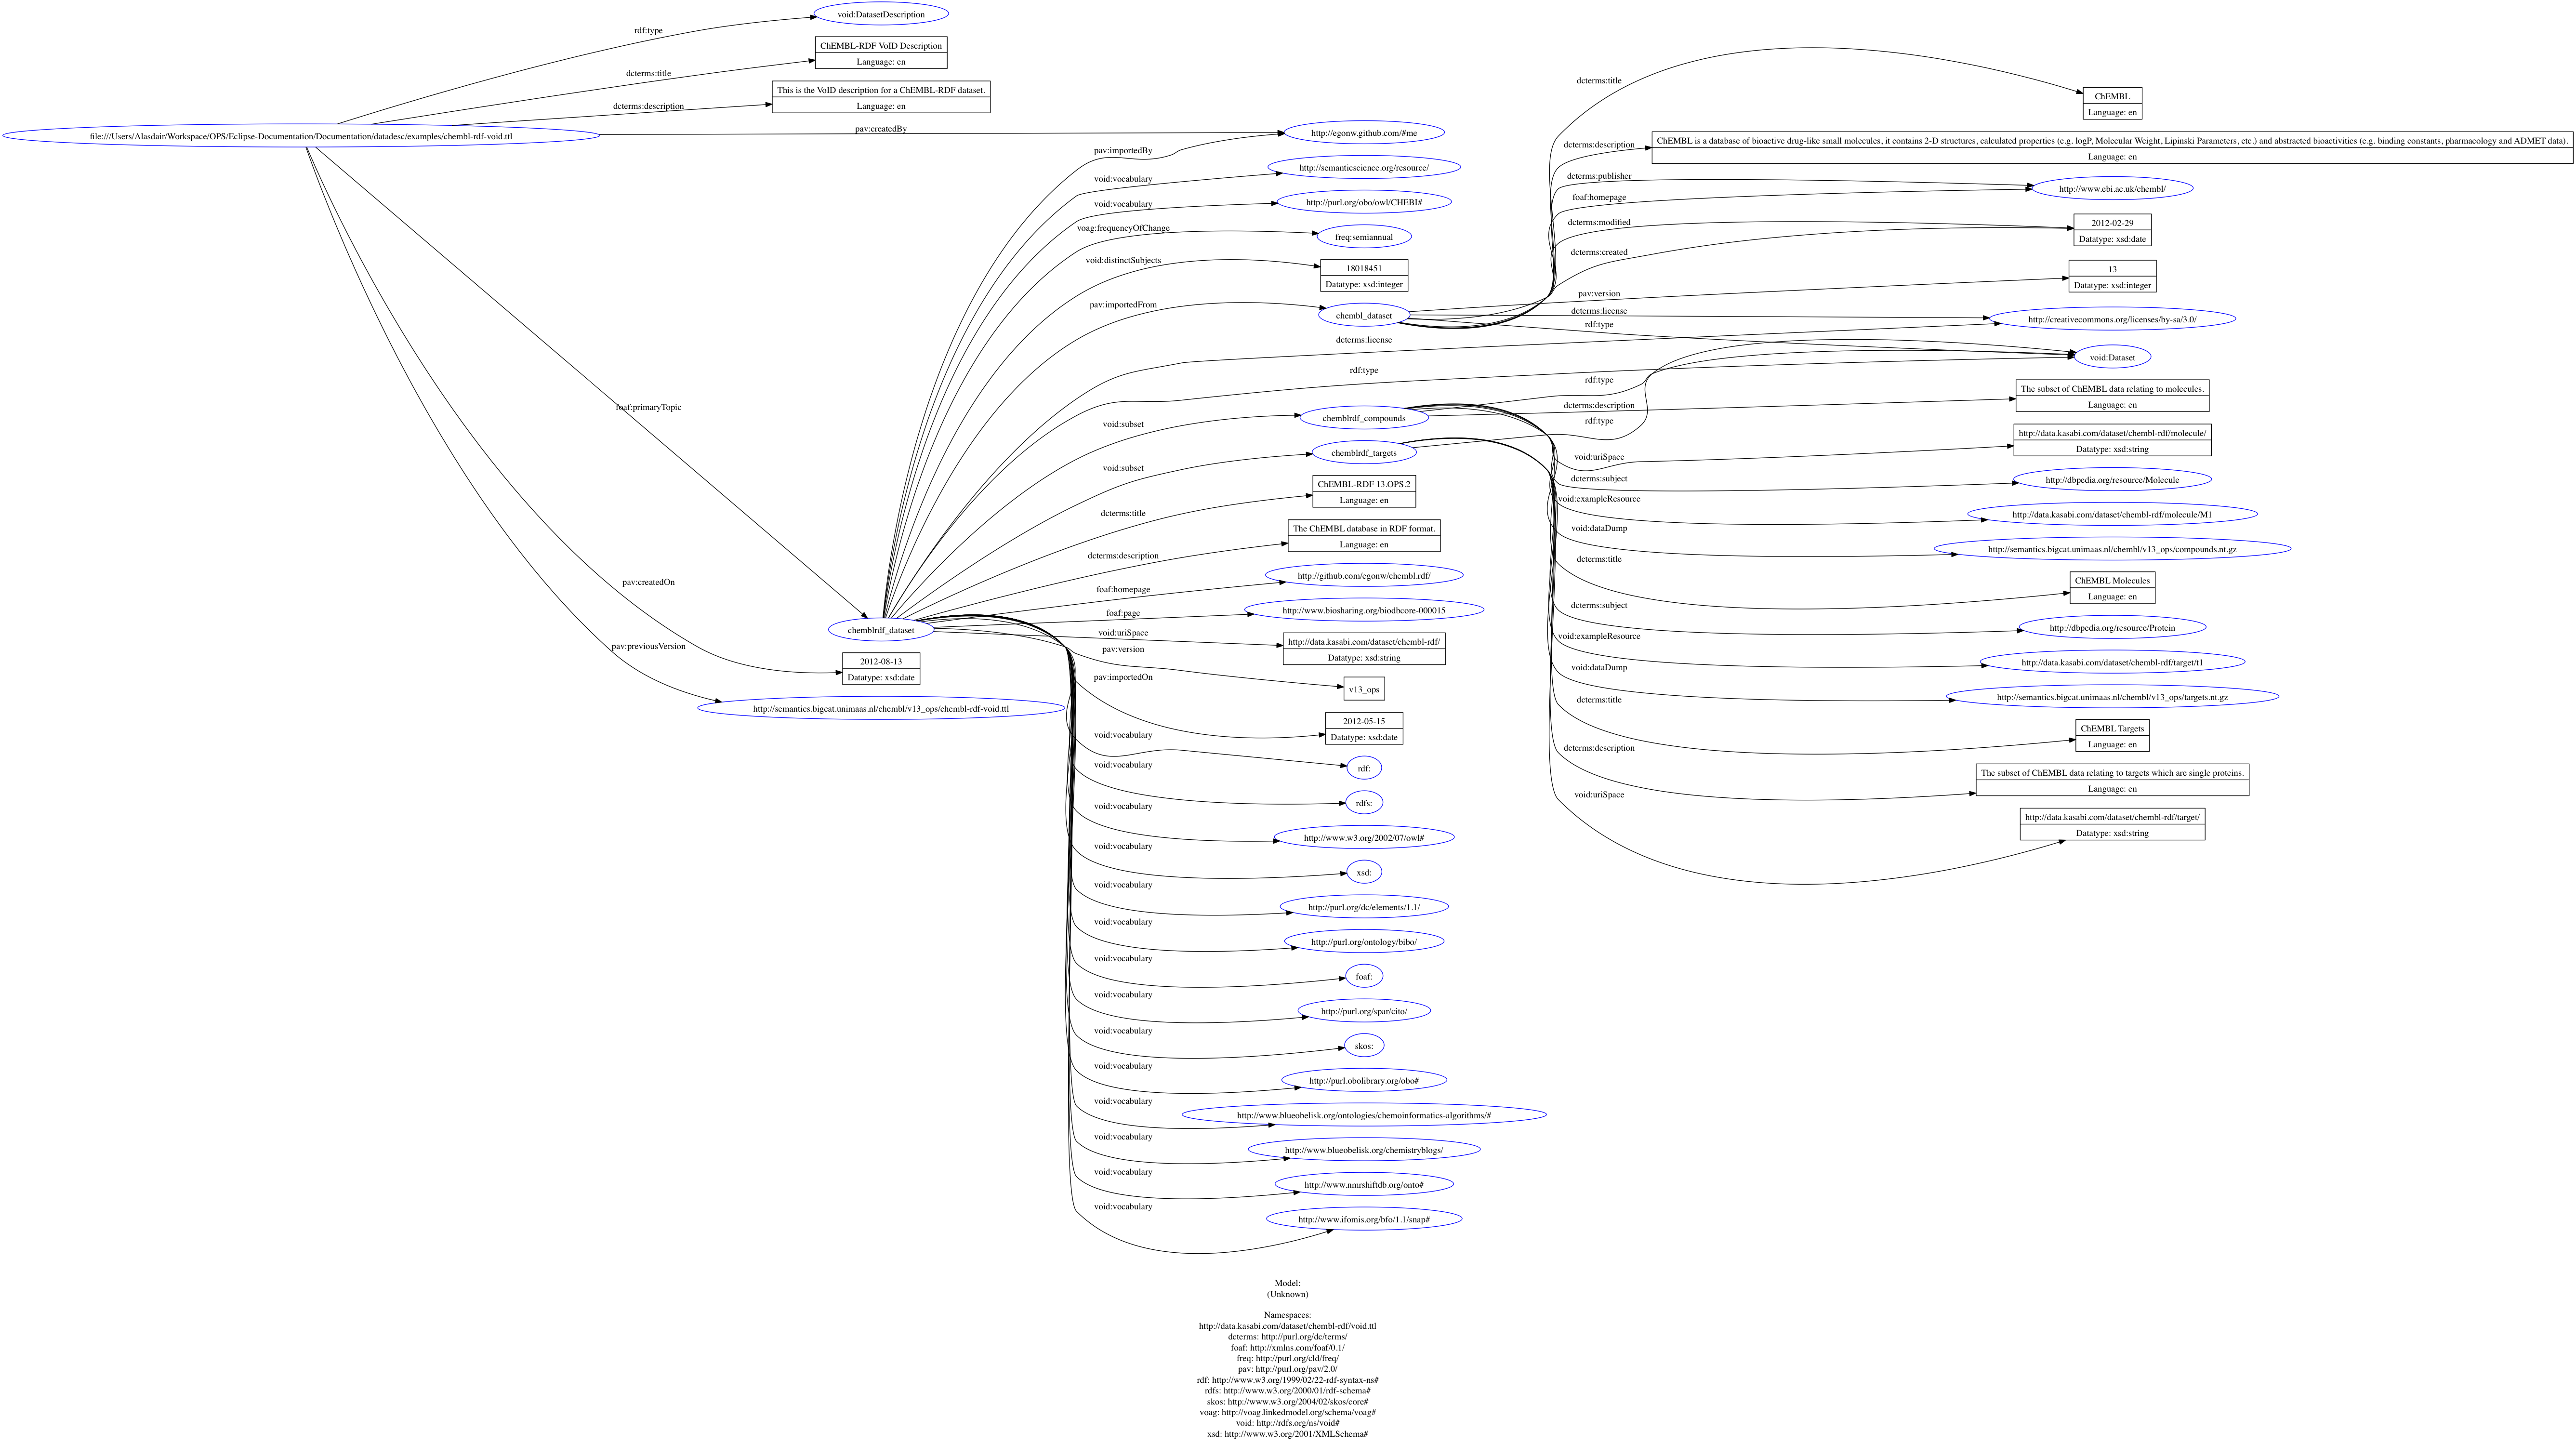 void:DatasetDescription
rdf:type
ChEMBL-RDF VoID Description
Language: en
dcterms:title
This is the VoID description for a ChEMBL-RDF dataset.
Language: en
dcterms:description
file:///Users/Alasdair/Workspace/OPS/Eclipse-Documentation/Documentation/datadesc/examples/chembl-rdf-void.ttl
pav:createdBy
foaf:primaryTopic
pav:createdOn
pav:previousVersion
chemblrdf_dataset
2012-08-13
Datatype: xsd:date
http://semantics.bigcat.unimaas.nl/chembl/v13_ops/chembl-rdf-void.ttl
http://egonw.github.com/#me
pav:importedBy
void:vocabulary
http://semanticscience.org/resource/
void:vocabulary
http://purl.org/obo/owl/CHEBI#
voag:frequencyOfChange
freq:semiannual
void:distinctSubjects
18018451
Datatype: xsd:integer
pav:importedFrom
chembl_dataset
dcterms:license
rdf:type
void:subset
chemblrdf_compounds
void:subset
chemblrdf_targets
dcterms:title
ChEMBL-RDF 13.OPS.2
Language: en
dcterms:description
The ChEMBL database in RDF format.
Language: en
foaf:homepage
http://github.com/egonw/chembl.rdf/
foaf:page
http://www.biosharing.org/biodbcore-000015
void:uriSpace
http://data.kasabi.com/dataset/chembl-rdf/
Datatype: xsd:string
pav:version
v13_ops
pav:importedOn
2012-05-15
Datatype: xsd:date
void:vocabulary
rdf:
void:vocabulary
rdfs:
void:vocabulary
http://www.w3.org/2002/07/owl#
void:vocabulary
xsd:
void:vocabulary
http://purl.org/dc/elements/1.1/
void:vocabulary
http://purl.org/ontology/bibo/
void:vocabulary
foaf:
void:vocabulary
http://purl.org/spar/cito/
void:vocabulary
skos:
void:vocabulary
http://purl.obolibrary.org/obo#
void:vocabulary
http://www.blueobelisk.org/ontologies/chemoinformatics-algorithms/#
void:vocabulary
http://www.blueobelisk.org/chemistryblogs/
void:vocabulary
http://www.nmrshiftdb.org/onto#
void:vocabulary
http://www.ifomis.org/bfo/1.1/snap#
dcterms:title
ChEMBL
Language: en
dcterms:description
ChEMBL is a database of bioactive drug-like small molecules, it contains 2-D structures, calculated properties (e.g. logP, Molecular Weight, Lipinski Parameters, etc.) and abstracted bioactivities (e.g. binding constants, pharmacology and ADMET data).
Language: en
dcterms:publisher
http://www.ebi.ac.uk/chembl/
foaf:homepage
dcterms:modified
2012-02-29
Datatype: xsd:date
dcterms:created
pav:version
13
Datatype: xsd:integer
dcterms:license
http://creativecommons.org/licenses/by-sa/3.0/
rdf:type
void:Dataset
rdf:type
dcterms:description
The subset of ChEMBL data relating to molecules.
Language: en
rdf:type
void:uriSpace
http://data.kasabi.com/dataset/chembl-rdf/molecule/
Datatype: xsd:string
dcterms:subject
http://dbpedia.org/resource/Molecule
void:exampleResource
http://data.kasabi.com/dataset/chembl-rdf/molecule/M1
void:dataDump
http://semantics.bigcat.unimaas.nl/chembl/v13_ops/compounds.nt.gz
dcterms:title
ChEMBL Molecules
Language: en
dcterms:subject
http://dbpedia.org/resource/Protein
void:exampleResource
http://data.kasabi.com/dataset/chembl-rdf/target/t1
void:dataDump
http://semantics.bigcat.unimaas.nl/chembl/v13_ops/targets.nt.gz
dcterms:title
ChEMBL Targets
Language: en
dcterms:description
The subset of ChEMBL data relating to targets which are single proteins.
Language: en
void:uriSpace
http://data.kasabi.com/dataset/chembl-rdf/target/
Datatype: xsd:string
Model:
(Unknown)
Namespaces:
http://data.kasabi.com/dataset/chembl-rdf/void.ttl
dcterms: http://purl.org/dc/terms/
foaf: http://xmlns.com/foaf/0.1/
freq: http://purl.org/cld/freq/
pav: http://purl.org/pav/2.0/
rdf: http://www.w3.org/1999/02/22-rdf-syntax-ns#
rdfs: http://www.w3.org/2000/01/rdf-schema#
skos: http://www.w3.org/2004/02/skos/core#
voag: http://voag.linkedmodel.org/schema/voag#
void: http://rdfs.org/ns/void#
xsd: http://www.w3.org/2001/XMLSchema#